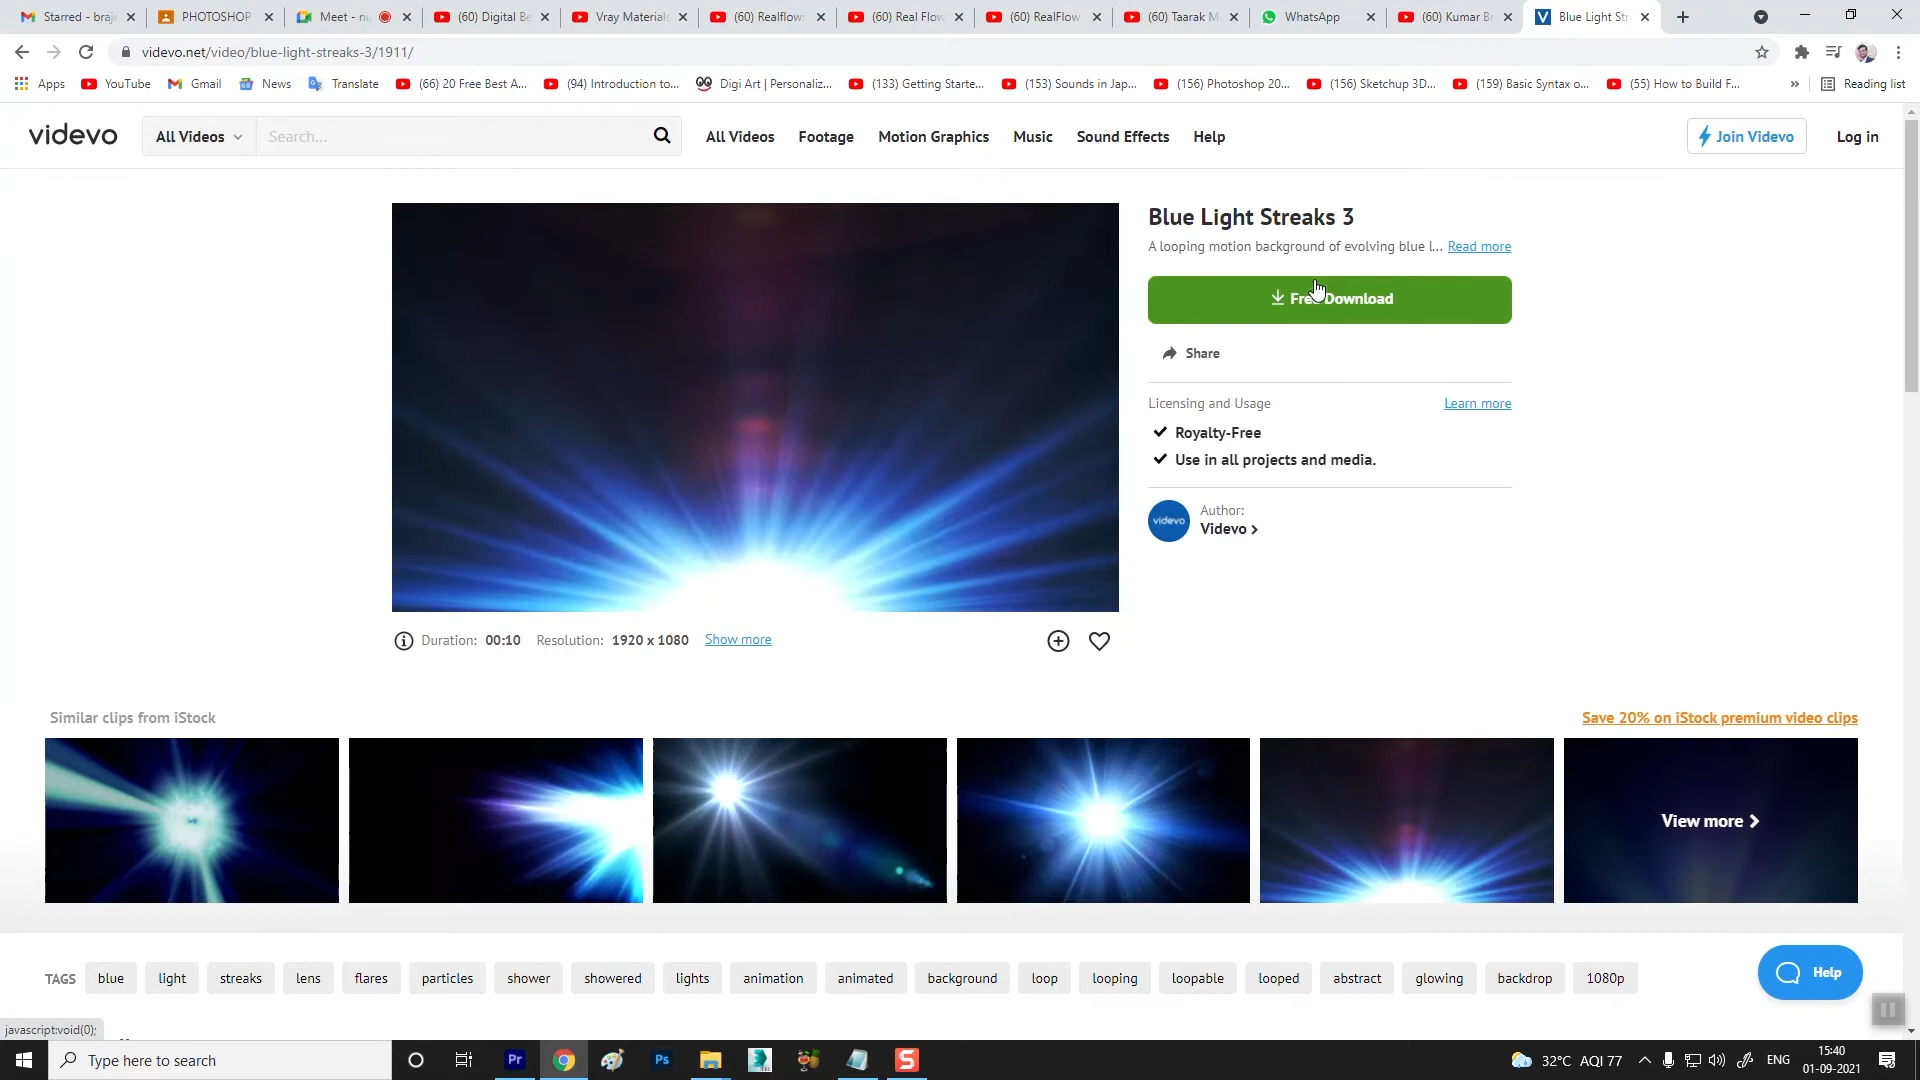 Starred - braje
PHOTOSHOP
Meet - nu
(60) Digital Be
Vray Materials
(60) Realflow
(60) Real Flow
(60) RealFlow
(60) Taarak M
WhatsApp
(60) Kumar B
Blue Light Str
videvo.net/video/blue-light-streaks-3/1911/
Apps
YouTube
Gmail
News
Translate
(66) 20 Free Best A...
(94) Introduction to...
Digi Art | Personaliz...
(133) Getting Starte...
(153) Sounds in Jap...
(156) Photoshop 20...
(156) Sketchup 3D...
(159) Basic Syntax o...
(55) How to Build F...
»
Reading list
videvo
All Videos
Search...
All Videos
Footage
Motion Graphics
Music
Sound Effects
Help
Join Videvo
Log in
Blue Light Streaks 3
A looping motion background of evolving blue l... Read more
Free Download
Share
Licensing and Usage
Learn more
Royalty-Free
Use in all projects and media.
videvo
Author:
Videvo >
Duration: 00:10 Resolution: 1920 x 1080 Show more
Similar clips from iStock
Save 20% on iStock premium video clips
View more >
TAGS
blue
light
streaks
lens
flares
particles
shower
showered
lights
animation
animated
background
loop
looping
loopable
looped
abstract
glowing
backdrop
1080p
Help
javascript:void(0);
Type here to search
Pr
Ps
S
32°C AQI 77
ENG
15:40
01-09-2021